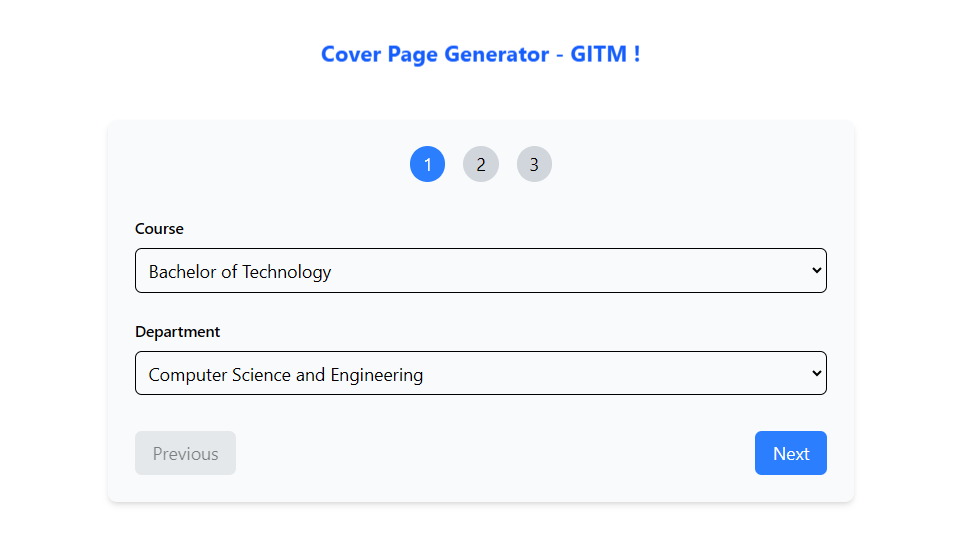 Cover Page Generator - GITM !
1 2 3
Course
Bachelor of Technology
Department
Computer Science and Engineering
Previous Next